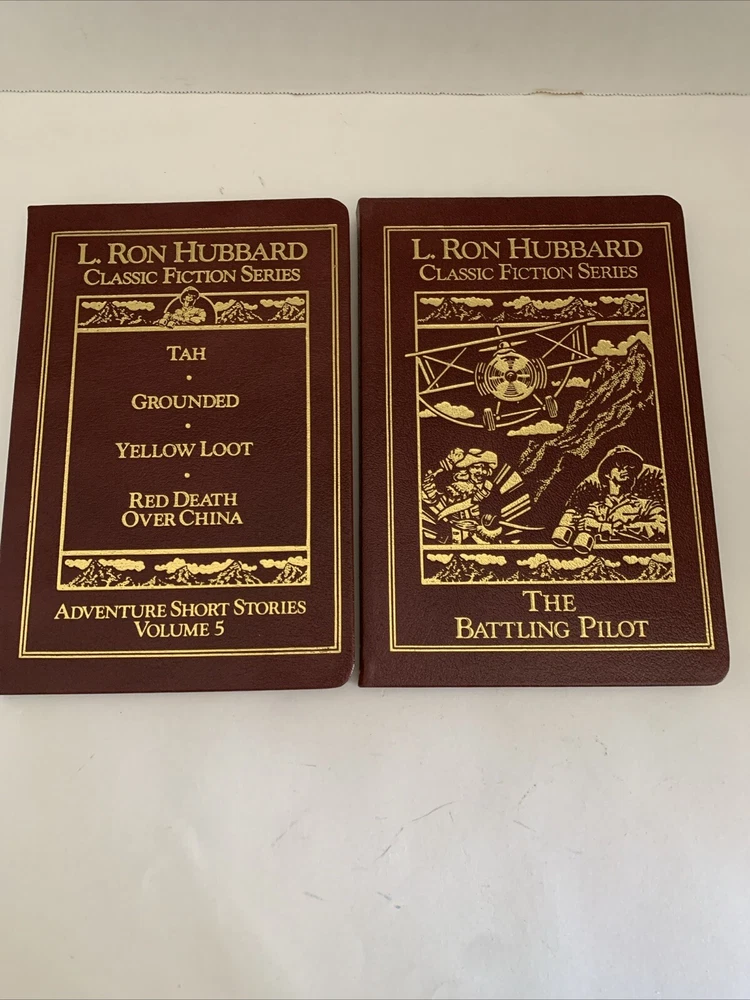 L. RON HUBBARD
CLASSIC FICTION SERIES
TAH
•
GROUNDED
•
YELLOW LOOT
•
RED DEATH
OVER CHINA
ADVENTURE SHORT STORIES
VOLUME 5
L. RON HUBBARD
CLASSIC FICTION SERIES
THE
BATTLING PILOT